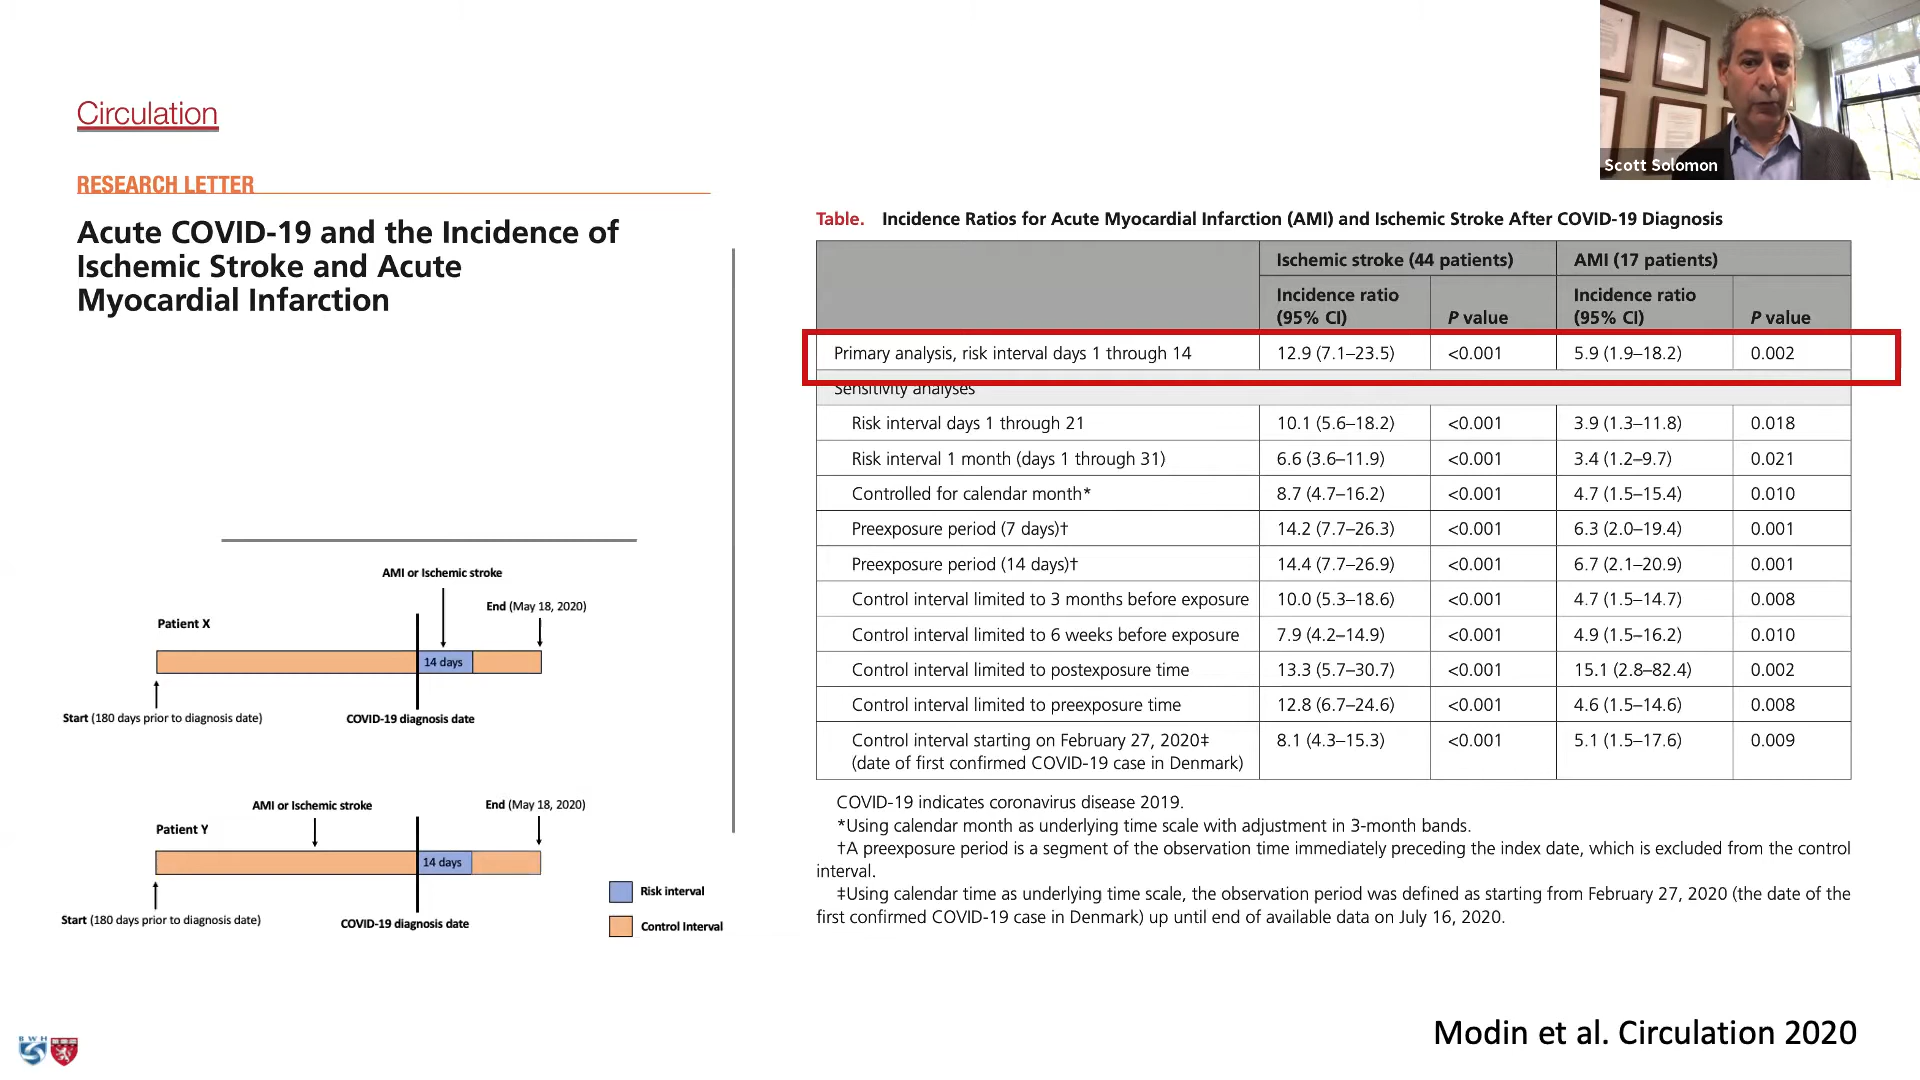 Circulation
RESEARCH LETTER
Acute COVID-19 and the Incidence of
Ischemic Stroke and Acute
Myocardial Infarction
AMI or Ischemic stroke
End (May 18, 2020)
Patient X
14 days
Start (180 days prior to diagnosis date)
COVID-19 diagnosis date
AMI or Ischemic stroke
End (May 18, 2020)
Patient Y
14 days
Start (180 days prior to diagnosis date)
COVID-19 diagnosis date
Risk interval
Control Interval
BWH
Scott Solomon
Table. Incidence Ratios for Acute Myocardial Infarction (AMI) and Ischemic Stroke After COVID-19 Diagnosis
Ischemic stroke (44 patients) AMI (17 patients)
Incidence ratio (95% CI) P value Incidence ratio (95% CI) P value
Primary analysis, risk interval days 1 through 14 12.9 (7.1–23.5) <0.001 5.9 (1.9–18.2) 0.002
Sensitivity analyses
Risk interval days 1 through 21 10.1 (5.6–18.2) <0.001 3.9 (1.3–11.8) 0.018
Risk interval 1 month (days 1 through 31) 6.6 (3.6–11.9) <0.001 3.4 (1.2–9.7) 0.021
Controlled for calendar month* 8.7 (4.7–16.2) <0.001 4.7 (1.5–15.4) 0.010
Preexposure period (7 days)† 14.2 (7.7–26.3) <0.001 6.3 (2.0–19.4) 0.001
Preexposure period (14 days)† 14.4 (7.7–26.9) <0.001 6.7 (2.1–20.9) 0.001
Control interval limited to 3 months before exposure 10.0 (5.3–18.6) <0.001 4.7 (1.5–14.7) 0.008
Control interval limited to 6 weeks before exposure 7.9 (4.2–14.9) <0.001 4.9 (1.5–16.2) 0.010
Control interval limited to postexposure time 13.3 (5.7–30.7) <0.001 15.1 (2.8–82.4) 0.002
Control interval limited to preexposure time 12.8 (6.7–24.6) <0.001 4.6 (1.5–14.6) 0.008
Control interval starting on February 27, 2020‡ 8.1 (4.3–15.3) <0.001 5.1 (1.5–17.6) 0.009
(date of first confirmed COVID-19 case in Denmark)
COVID-19 indicates coronavirus disease 2019.
*Using calendar month as underlying time scale with adjustment in 3-month bands.
†A preexposure period is a segment of the observation time immediately preceding the index date, which is excluded from the control
interval.
‡Using calendar time as underlying time scale, the observation period was defined as starting from February 27, 2020 (the date of the
first confirmed COVID-19 case in Denmark) up until end of available data on July 16, 2020.
Modin et al. Circulation 2020